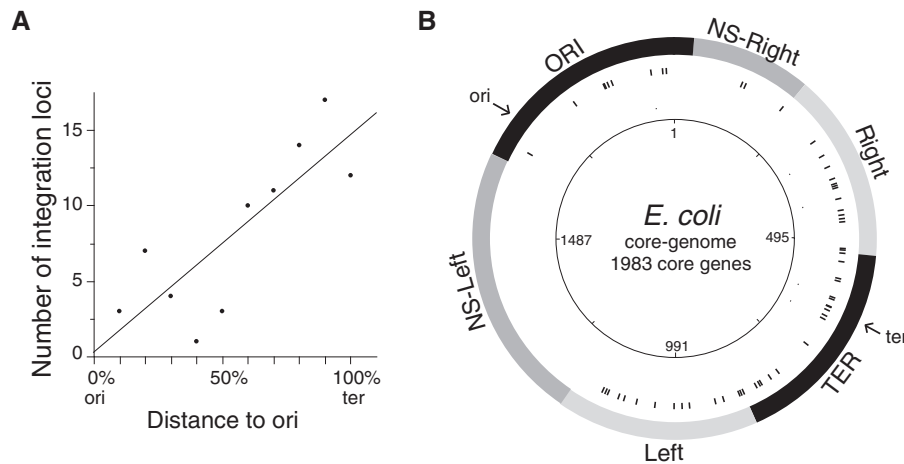 A
Number of integration loci
15
10
5
0
0%
50%
100%
ori
ter
Distance to ori
B
ORI
NS-Right
Right
TER
Left
NS-Left
ori
ter
1
495
991
1487
E. coli
core-genome
1983 core genes